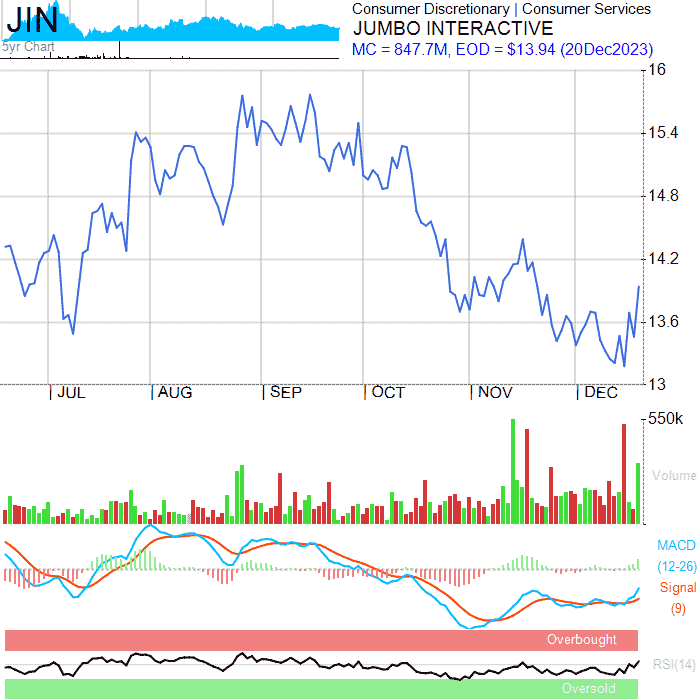 JIN
5yr Chart
Consumer Discretionary | Consumer Services
JUMBO INTERACTIVE
MC = 847.7M, EOD = $13.94 (20Dec2023)
16
15.4
14.8
14.2
13.6
13
JUL
AUG
SEP
OCT
NOV
DEC
550k
Volume
MACD
(12-26)
Signal
(9)
Overbought
RSI(14)
Oversold